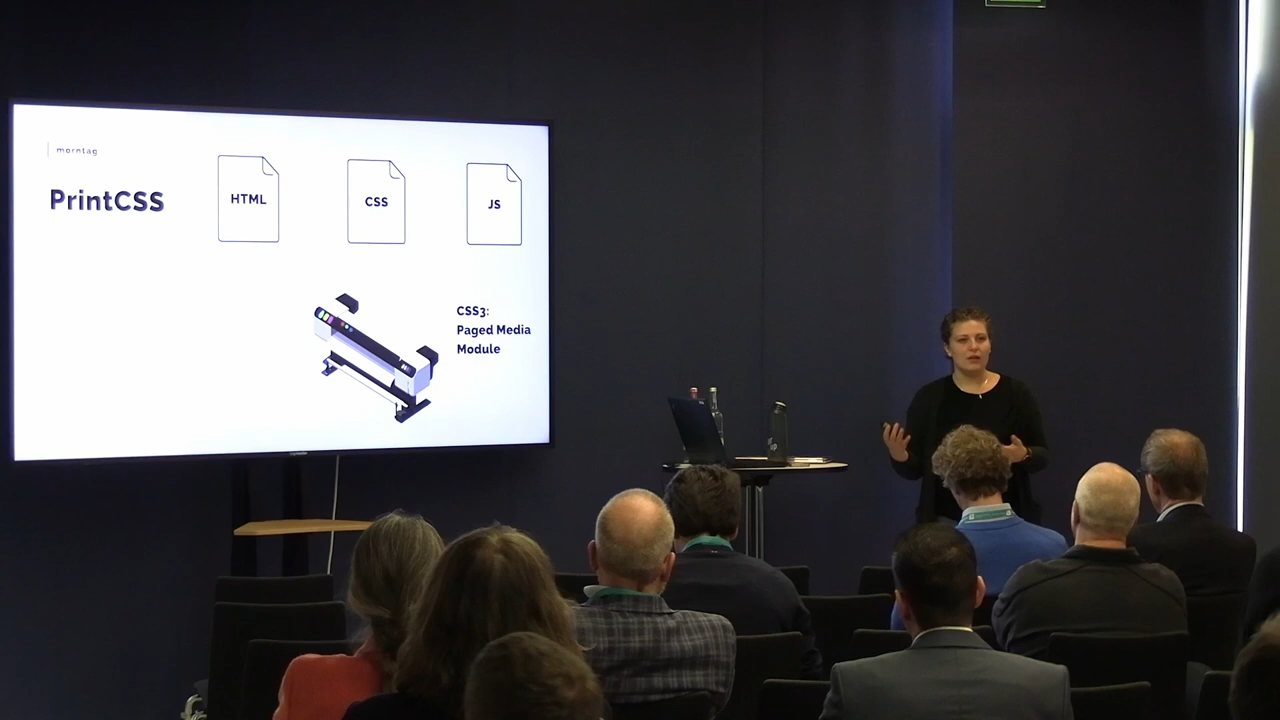 morntag
PrintCSS
HTML
CSS
JS
CSS3:
Paged Media
Module